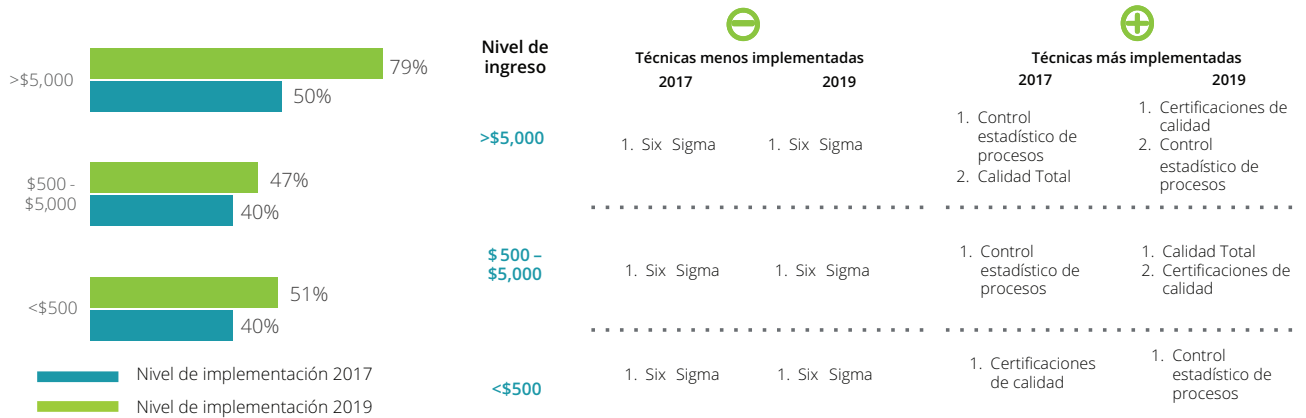 >$5,000
79%
50%
$500 -
$5,000
47%
40%
<$500
51%
40%
Nivel de implementación 2017
Nivel de implementación 2019
Nivel de
ingreso
Técnicas menos implementadas
2017
2019
Técnicas más implementadas
2017
2019
>$5,000
1. Six Sigma
1. Six Sigma
1. Control
estadístico de
procesos
2. Calidad Total
1. Certificaciones de
calidad
2. Control
estadístico de
procesos
$ 500 –
$5,000
1. Six Sigma
1. Six Sigma
1. Control
estadístico de
procesos
1. Calidad Total
2. Certificaciones de
calidad
<$500
1. Six Sigma
1. Six Sigma
1. Certificaciones
de calidad
1. Control
estadístico de
procesos